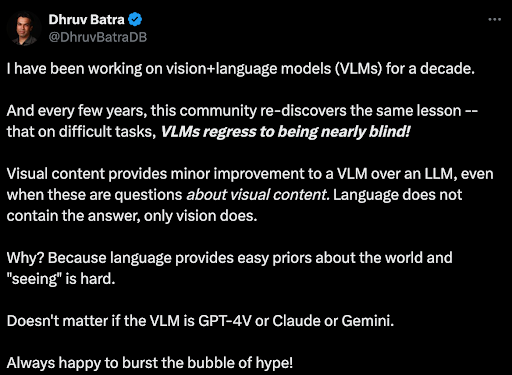 Dhruv Batra
@DhruvBatraDB
I have been working on vision+language models (VLMs) for a decade.
And every few years, this community re-discovers the same lesson --
that on difficult tasks, VLMs regress to being nearly blind!
Visual content provides minor improvement to a VLM over an LLM, even
when these are questions about visual content. Language does not
contain the answer, only vision does.
Why? Because language provides easy priors about the world and
"seeing" is hard.
Doesn't matter if the VLM is GPT-4V or Claude or Gemini.
Always happy to burst the bubble of hype!